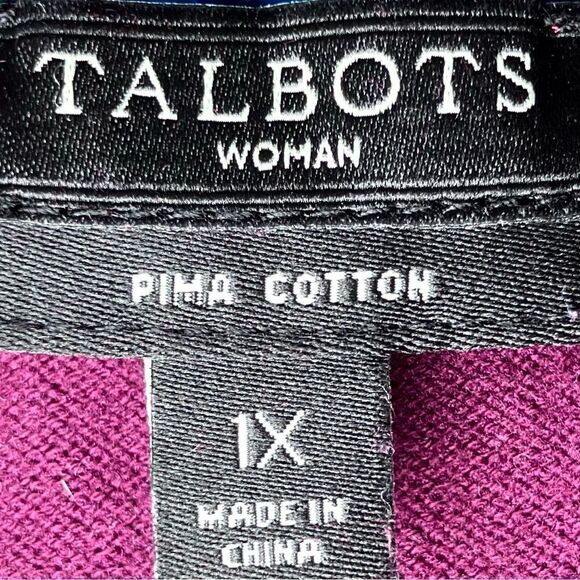 TALBOTS
WOMAN
PIMA COTTON
1X
MADE IN
CHINA